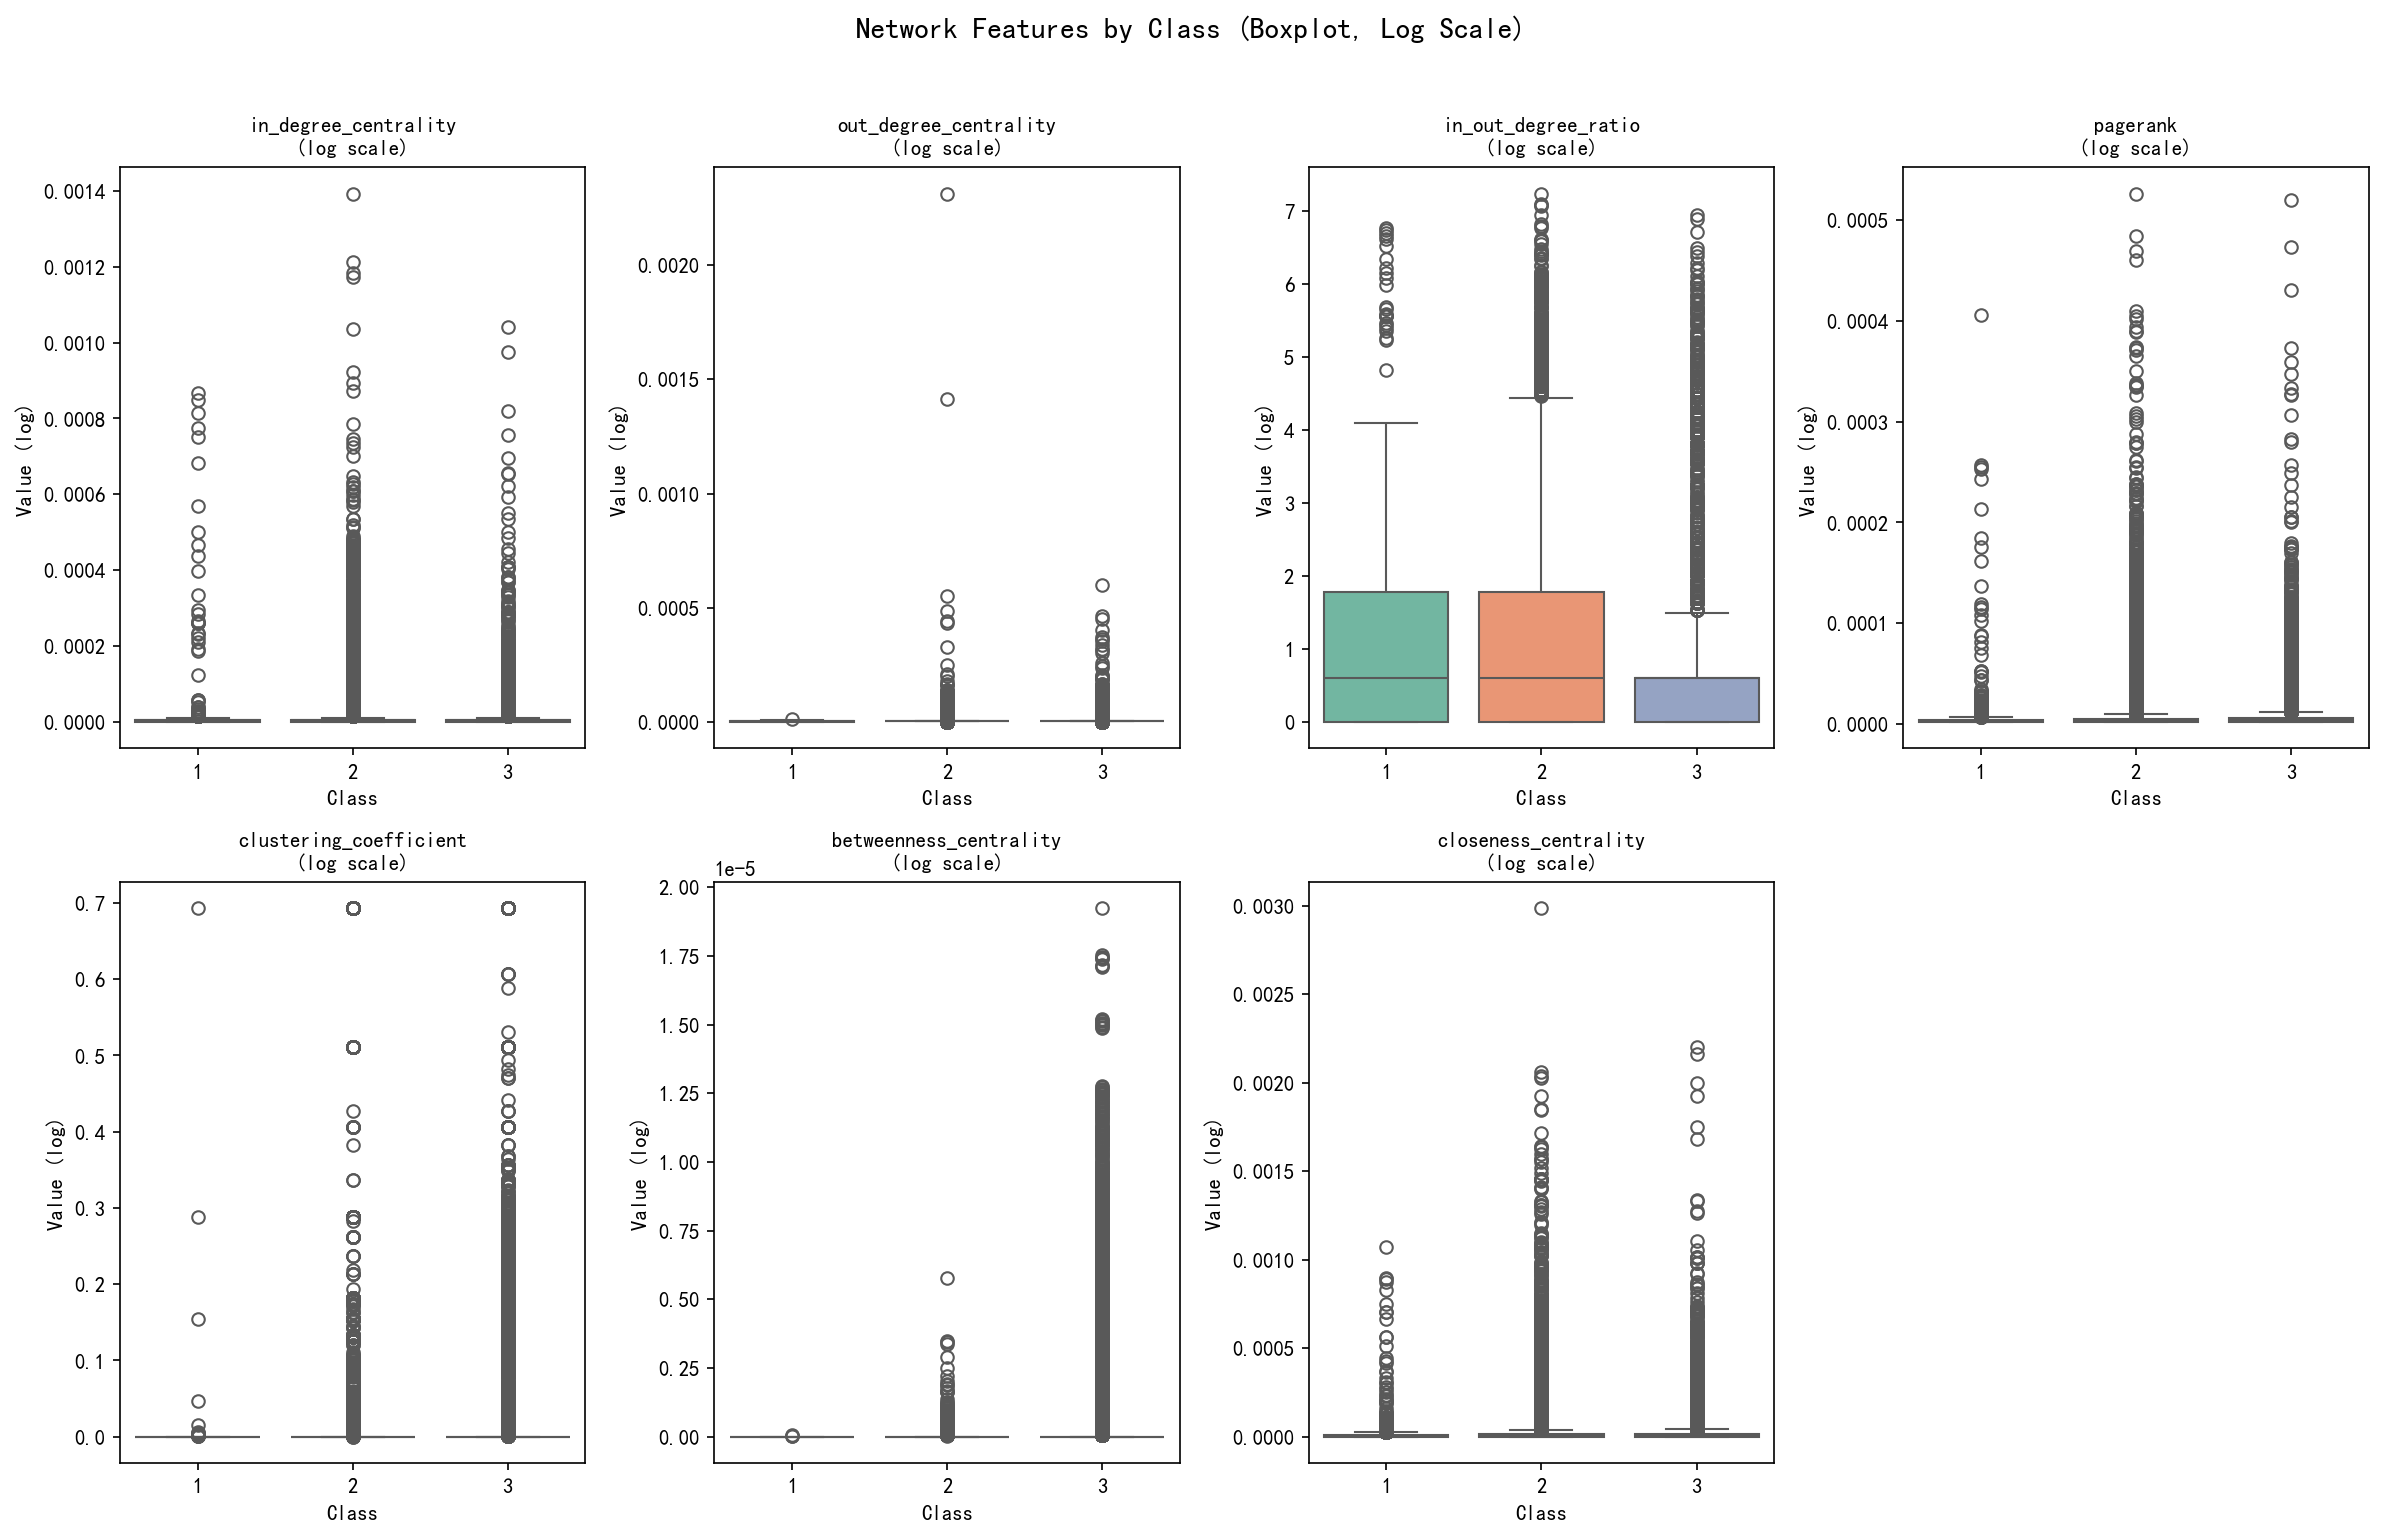 Network Features by Class (Boxplot, Log Scale)
in_degree_centrality
(log scale)
Value (log)
0.0014
0.0012
0.0010
0.0008
0.0006
0.0004
0.0002
0.0000
1 2 3
Class
out_degree_centrality
(log scale)
Value (log)
0.0020
0.0015
0.0010
0.0005
0.0000
1 2 3
Class
in_out_degree_ratio
(log scale)
Value (log)
7
6
5
4
3
2
1
0
1 2 3
Class
pagerank
(log scale)
Value (log)
0.0005
0.0004
0.0003
0.0002
0.0001
0.0000
1 2 3
Class
clustering_coefficient
(log scale)
Value (log)
0.7
0.6
0.5
0.4
0.3
0.2
0.1
0.0
1 2 3
Class
betweenness_centrality
(log scale)
1e-5
Value (log)
2.00
1.75
1.50
1.25
1.00
0.75
0.50
0.25
0.00
1 2 3
Class
closeness_centrality
(log scale)
Value (log)
0.0030
0.0025
0.0020
0.0015
0.0010
0.0005
0.0000
1 2 3
Class